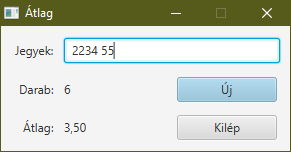 Átlag
Jegyek: 2234 55
Darab: 6 Új
Átlag: 3,50 Kilép